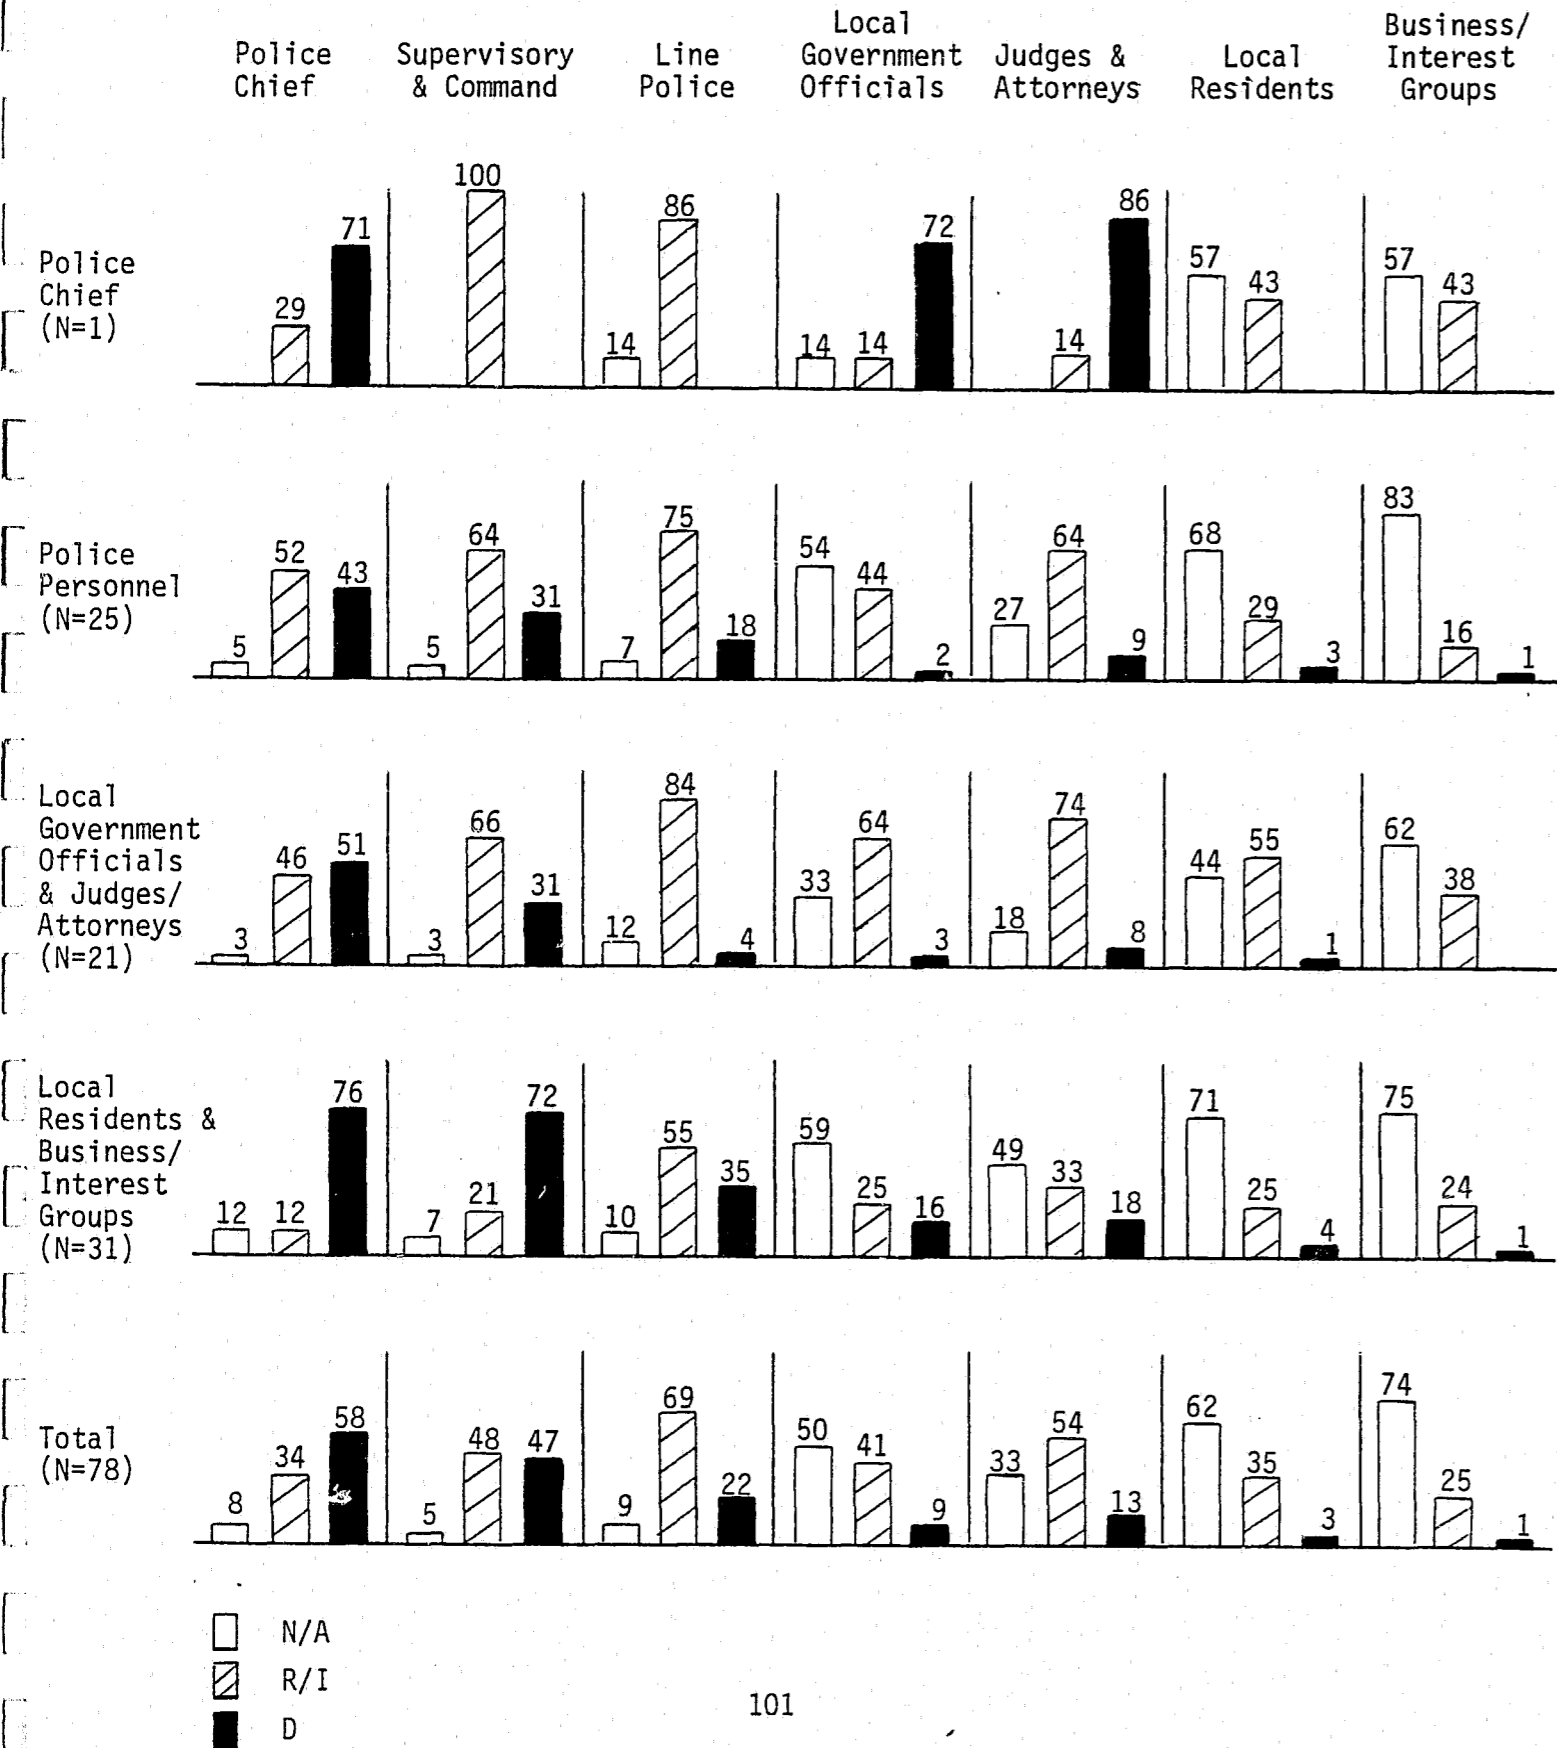 Local
Business/
Police
Supervisory
Line
Government
Judges &
Local
Interest
Chief
& Command
Police
Officials
Attorneys
Residents
Groups
100
86
86
71
72
57
57
29
43
43
14
14
14
14
Police
Chief
(N=1)
83
75
64
64
68
52
54
43
44
31
27
29
18
16
5
5
7
2
9
3
1
Police
Personnel
(N=25)
84
74
66
64
62
46
51
55
44
31
33
38
12
18
3
3
4
3
8
1
Local
Government
Officials
& Judges/
Attorneys
(N=21)
76
72
71
75
55
59
49
35
33
21
25
25
24
12
12
7
10
16
18
4
1
Local
Residents &
Business/
Interest
Groups
(N=31)
69
74
58
62
50
54
48
47
41
34
33
35
22
25
8
5
9
9
13
3
1
Total
(N=78)
N/A
R/I
D
101